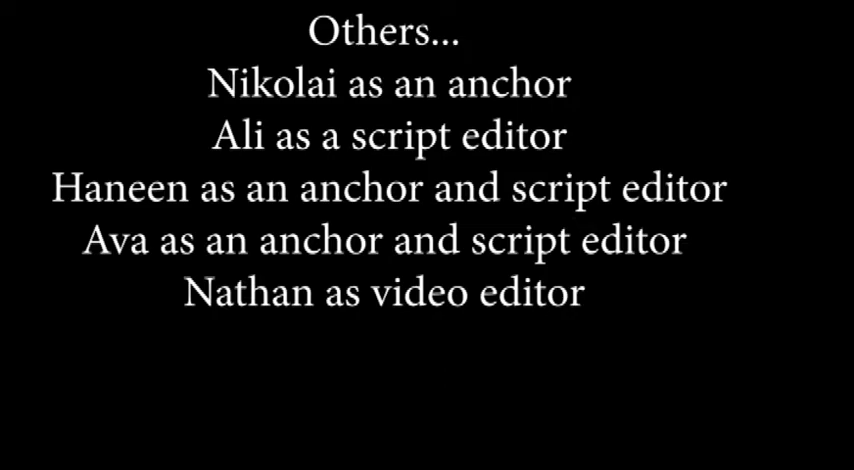 Others...
Nikolai as an anchor
Ali as a script editor
Haneen as an anchor and script editor
Ava as an anchor and script editor
Nathan as video editor